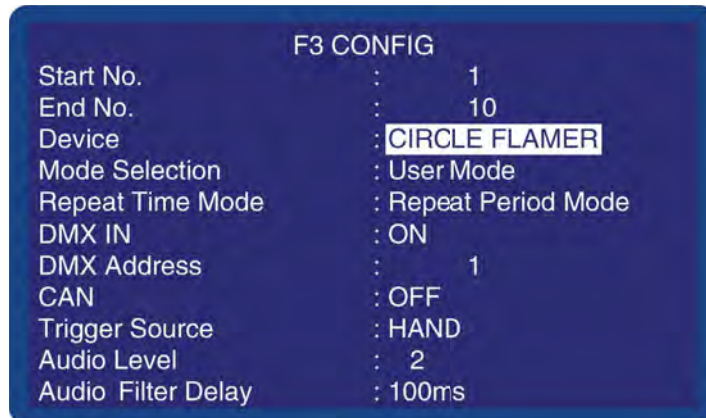 F3 CONFIG
Start No. : 1
End No. : 10
Device : CIRCLE FLAMER
Mode Selection : User Mode
Repeat Time Mode : Repeat Period Mode
DMX IN : ON
DMX Address : 1
CAN : OFF
Trigger Source : HAND
Audio Level : 2
Audio Filter Delay : 100ms